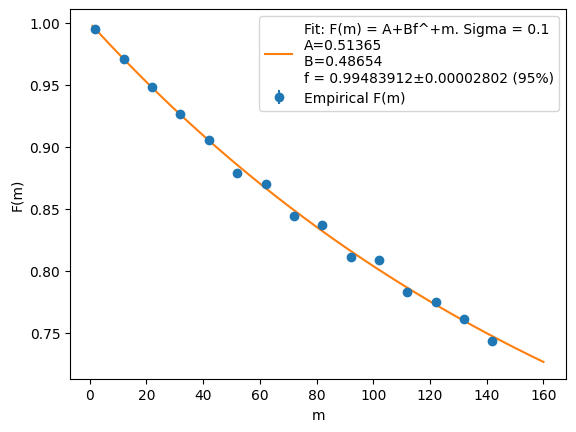 Fit: F(m) = A+Bf^+m. Sigma = 0.1
A=0.51365
B=0.48654
f = 0.99483912±0.00002802 (95%)
Empirical F(m)
1.00
0.95
0.90
0.85
0.80
0.75
F(m)
0 20 40 60 80 100 120 140 160
m